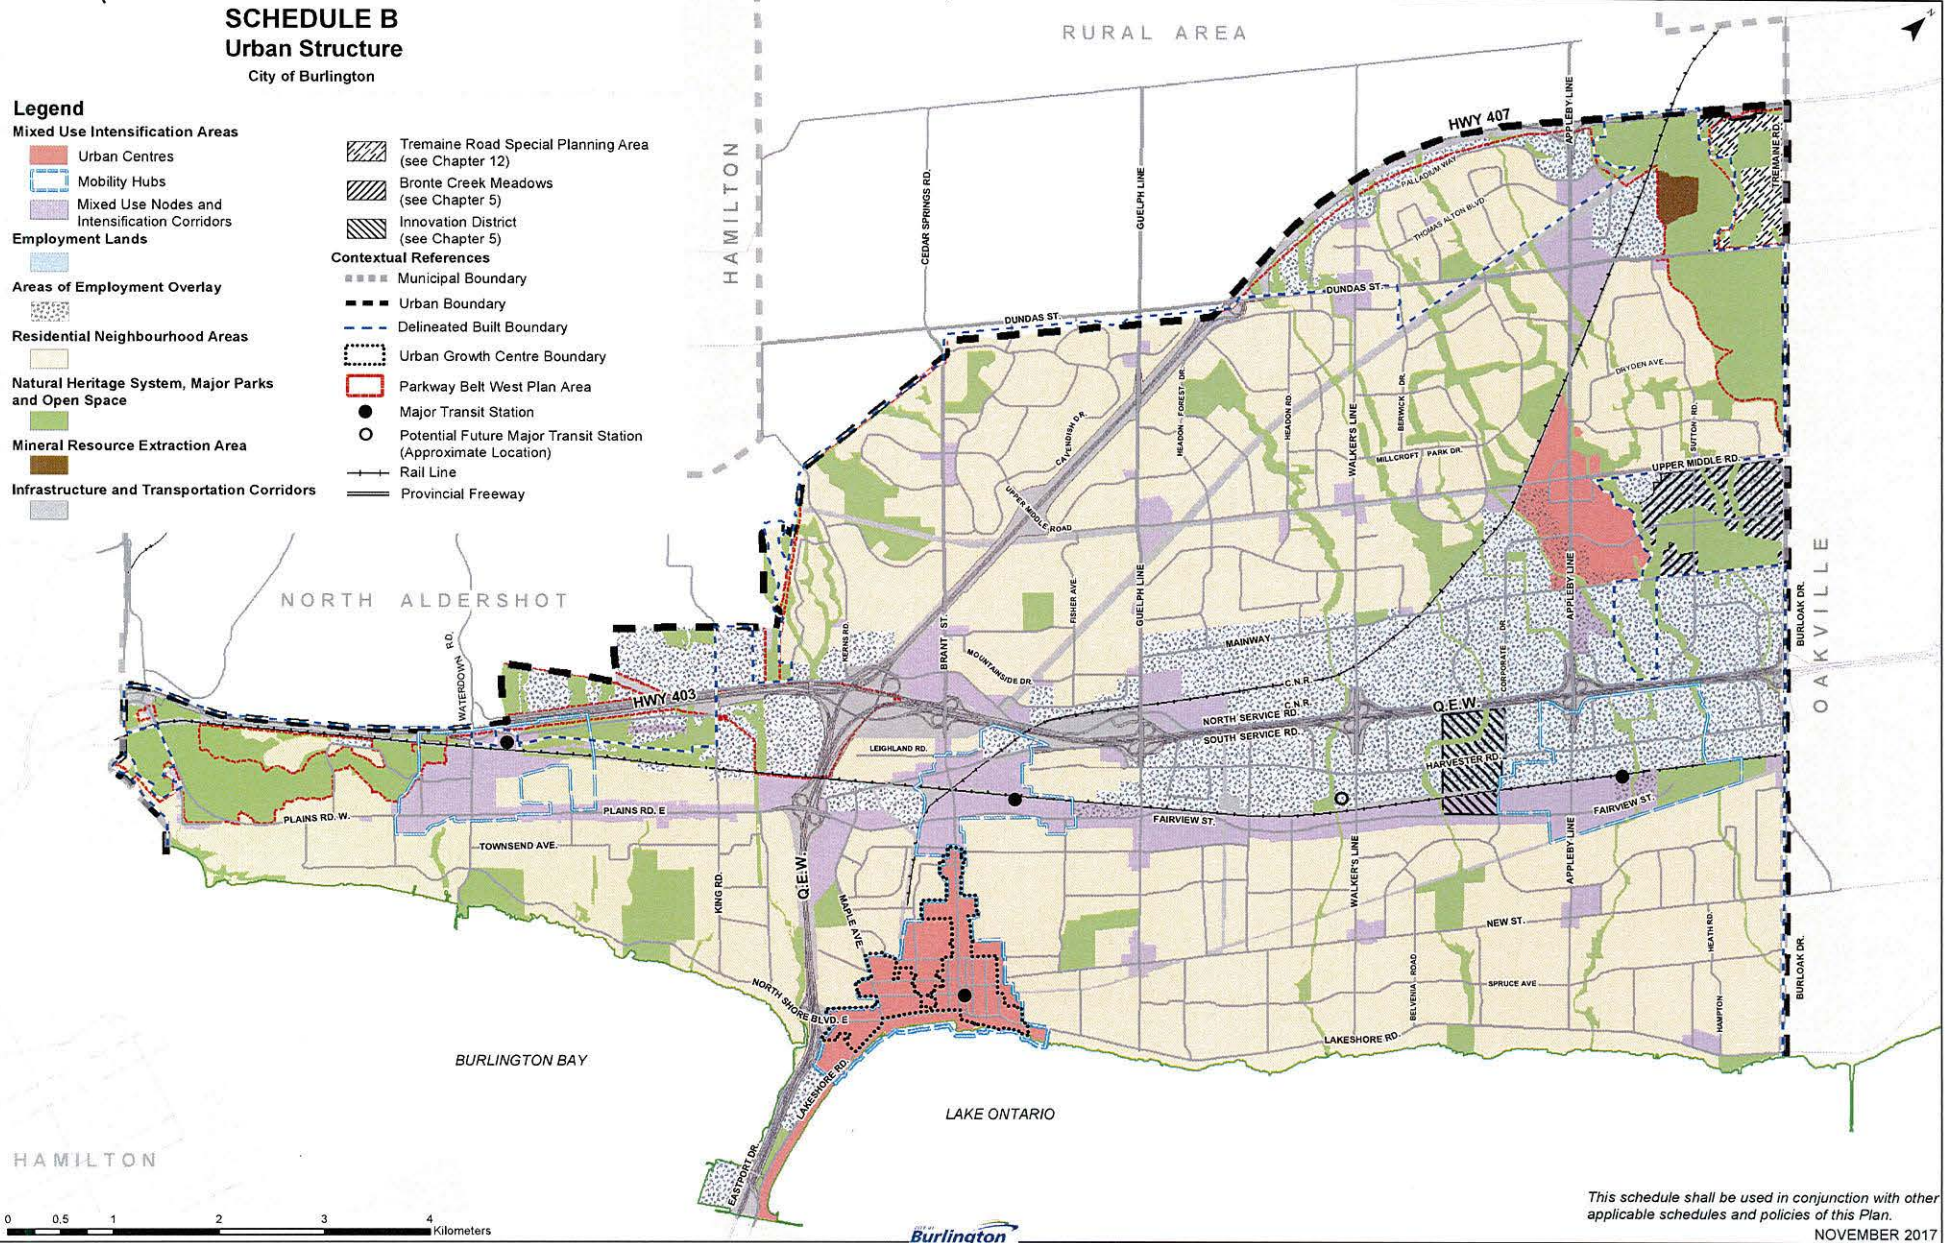 SCHEDULE B
Urban Structure
City of Burlington
Legend
Mixed Use Intensification Areas
Urban Centres
Mobility Hubs
Mixed Use Nodes and
Intensification Corridors
Employment Lands
Areas of Employment Overlay
Residential Neighbourhood Areas
Natural Heritage System, Major Parks
and Open Space
Mineral Resource Extraction Area
Infrastructure and Transportation Corridors
Tremaine Road Special Planning Area
(see Chapter 12)
Bronte Creek Meadows
(see Chapter 5)
Innovation District
(see Chapter 5)
Contextual References
Municipal Boundary
Urban Boundary
Delineated Built Boundary
Urban Growth Centre Boundary
Parkway Belt West Plan Area
Major Transit Station
Potential Future Major Transit Station
(Approximate Location)
Rail Line
Provincial Freeway
RURAL AREA
Z
HAMILTON
CEDAR SPRINGS RD.
GUELPH LINE
HWY 407
APPLEBY LINE
TREMAINE RD.
PALLADIUM WAY
THOMAS ALTON BLVD.
DUNDAS ST.
DUNDAS ST.
DRYDEN AVE.
CAVENDISH DR.
HEADON FOREST DR.
HEADON RD.
WALKER'S LINE
BERWICK DR.
MILLCROFT PARK DR.
SUTTON RD.
UPPER MIDDLE RD.
UPPER MIDDLE ROAD
NORTH ALDERSHOT
WATERDOWN RD.
KERNS RD.
BRANT ST.
FISHER AVE.
GUELPH LINE
MAINWAY
CORPORATE DR.
APPLEBY LINE
BURLOAK DR.
OAKVILLE
MOUNTAINSIDE DR.
HWY 403
C.N.R.
C.N.R.
NORTH SERVICE RD.
SOUTH SERVICE RD.
Q.E.W.
LEIGHLAND RD.
HARVESTER RD.
PLAINS RD. W.
PLAINS RD. E
FAIRVIEW ST.
FAIRVIEW ST.
TOWNSEND AVE.
KING RD.
Q.E.W.
MAPLE AVE.
WALKER'S LINE
APPLEBY LINE
NEW ST.
HEATH RD.
BURLOAK DR.
BELVENIA ROAD
SPRUCE AVE
HAMPTON
NORTH SHORE BLVD. E
LAKESHORE RD.
LAKESHORE RD.
BURLINGTON BAY
LAKE ONTARIO
EASTPORT DR.
HAMILTON
0 0.5 1 2 3 4
Kilometers
CITY OF
Burlington
This schedule shall be used in conjunction with other
applicable schedules and policies of this Plan.
NOVEMBER 2017